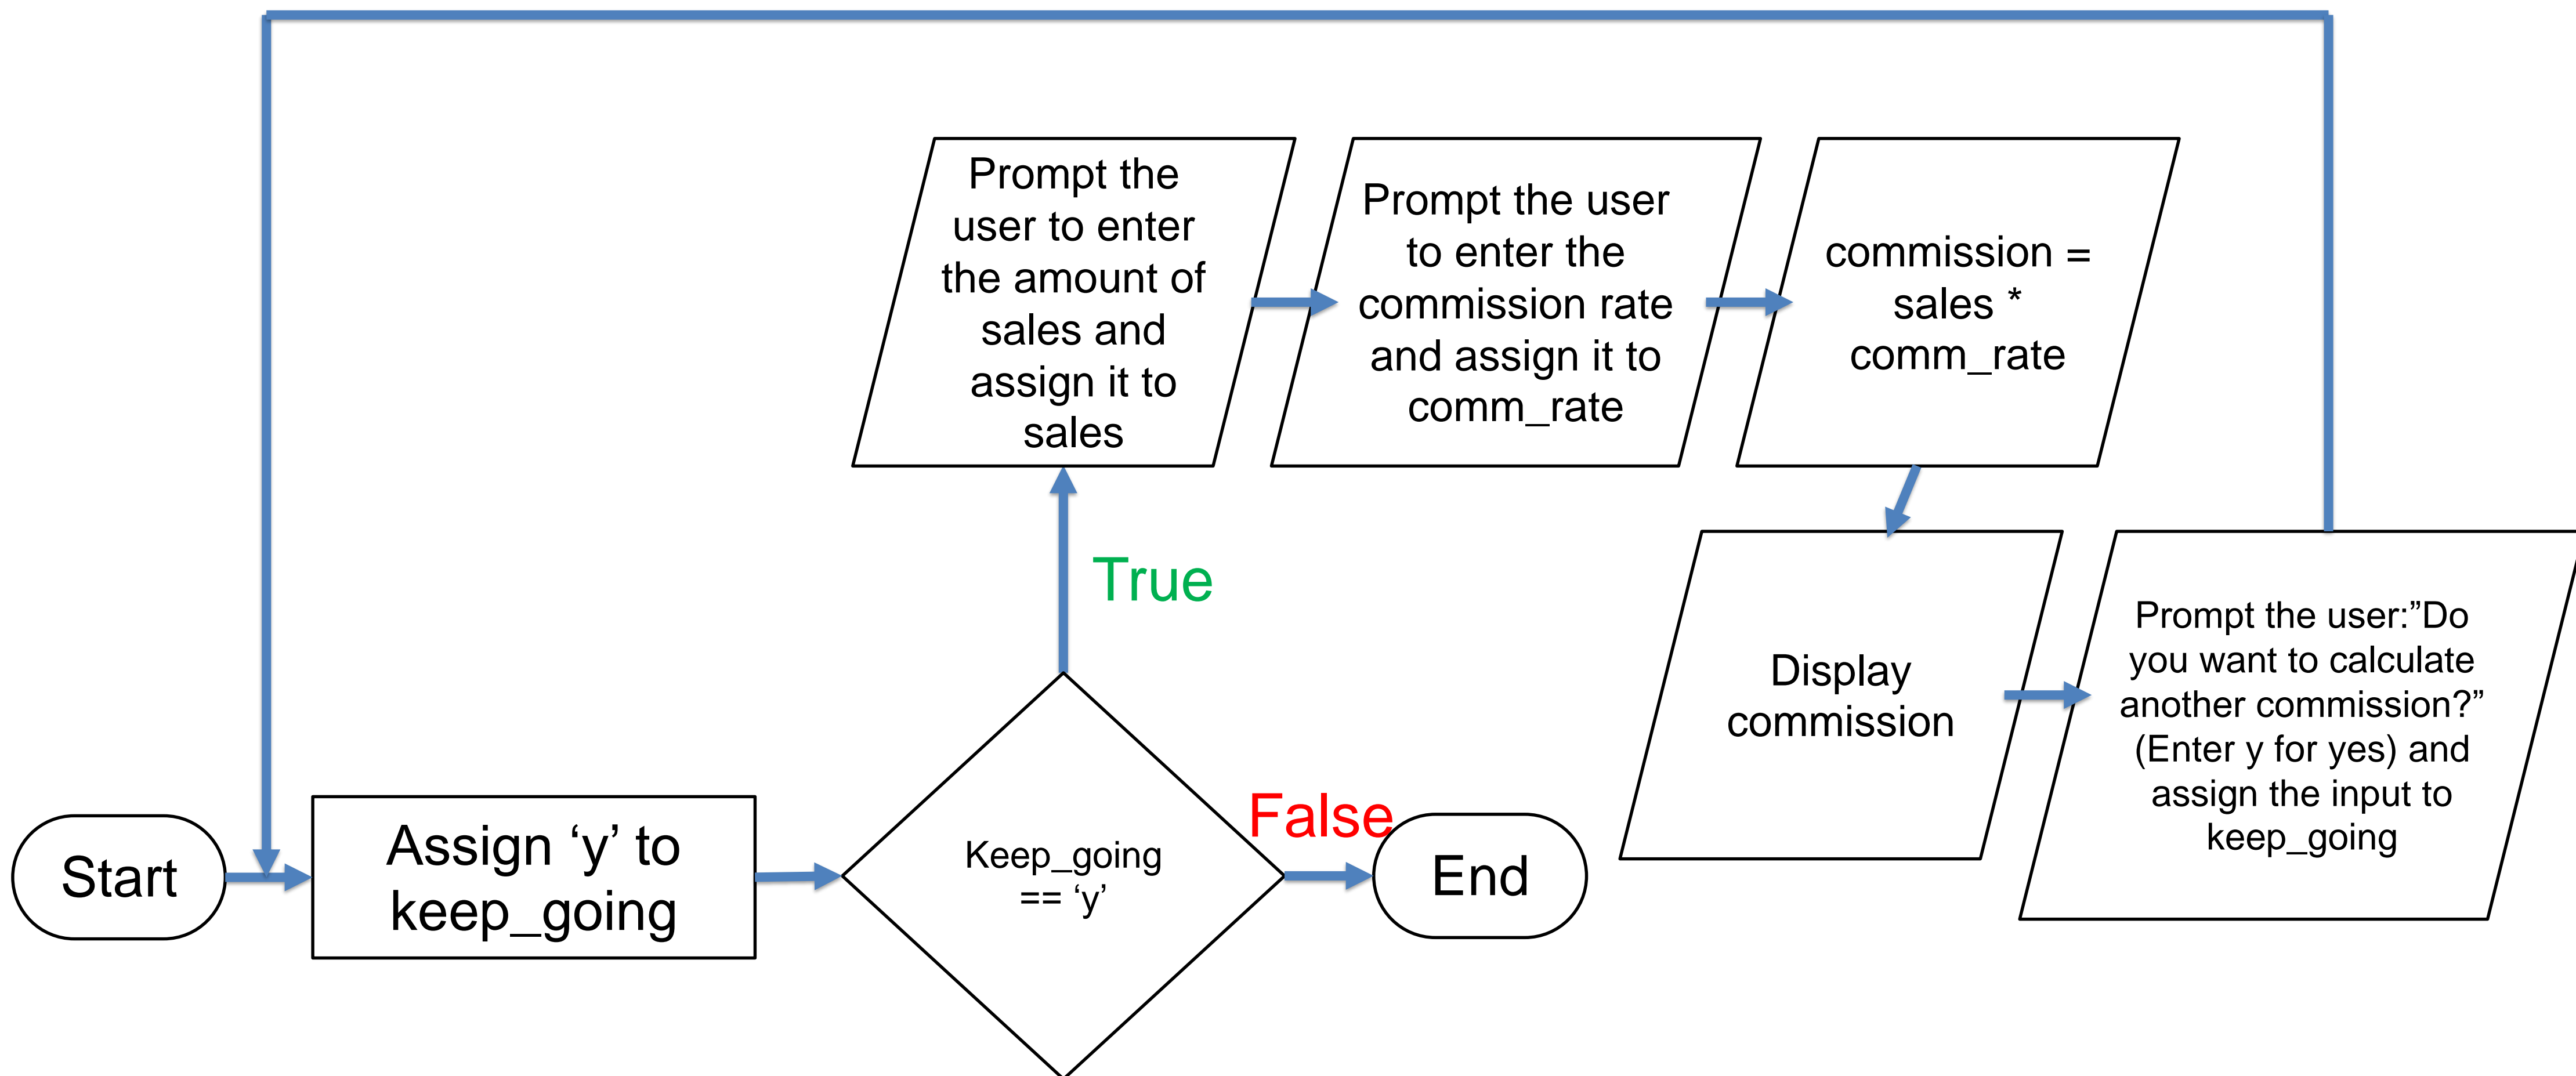 Start
Assign ‘y’ to
keep_going
Keep_going
== ‘y’
True
False
End
Prompt the
user to enter
the amount of
sales and
assign it to
sales
Prompt the user
to enter the
commission rate
and assign it to
comm_rate
commission =
sales *
comm_rate
Display
commission
Prompt the user:”Do
you want to calculate
another commission?”
(Enter y for yes) and
assign the input to
keep_going